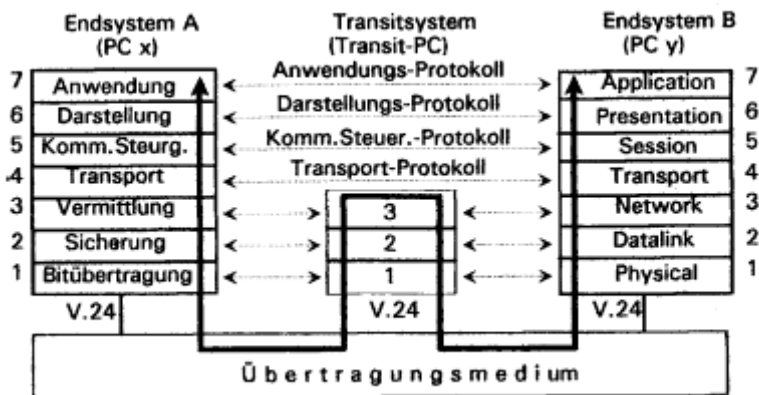 Endsystem A Transitsystem Endsystem B
(PC x) (Transit-PC) (PC y)
7 Anwendung Anwendungs-Protokoll Application 7
6 Darstellung Darstellungs-Protokoll Presentation 6
5 Komm.Steurg. Komm.Steuer.-Protokoll Session 5
4 Transport Transport-Protokoll Transport 4
3 Vermittlung 3 Network 3
2 Sicherung 2 Datalink 2
1 Bitübertragung 1 Physical 1
V.24 V.24 V.24
Übertragungsmedium